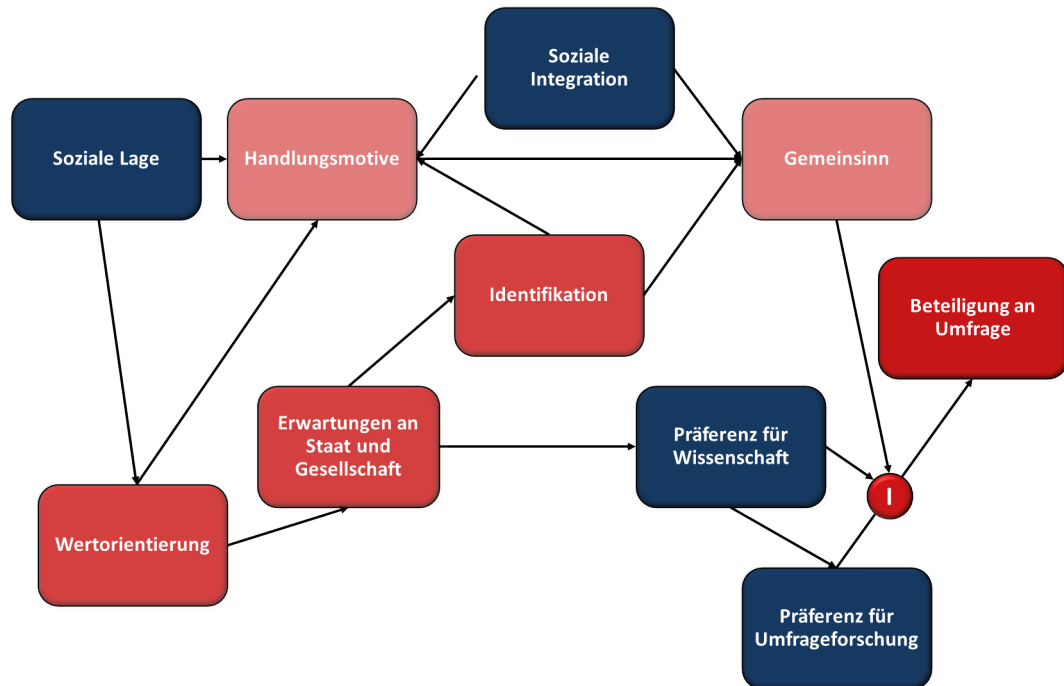 Soziale
Integration
Soziale Lage
Handlungsmotive
Gemeinsinn
Identifikation
Beteiligung an
Umfrage
Erwartungen an
Staat und
Gesellschaft
Präferenz für
Wissenschaft
I
Wertorientierung
Präferenz für
Umfrageforschung